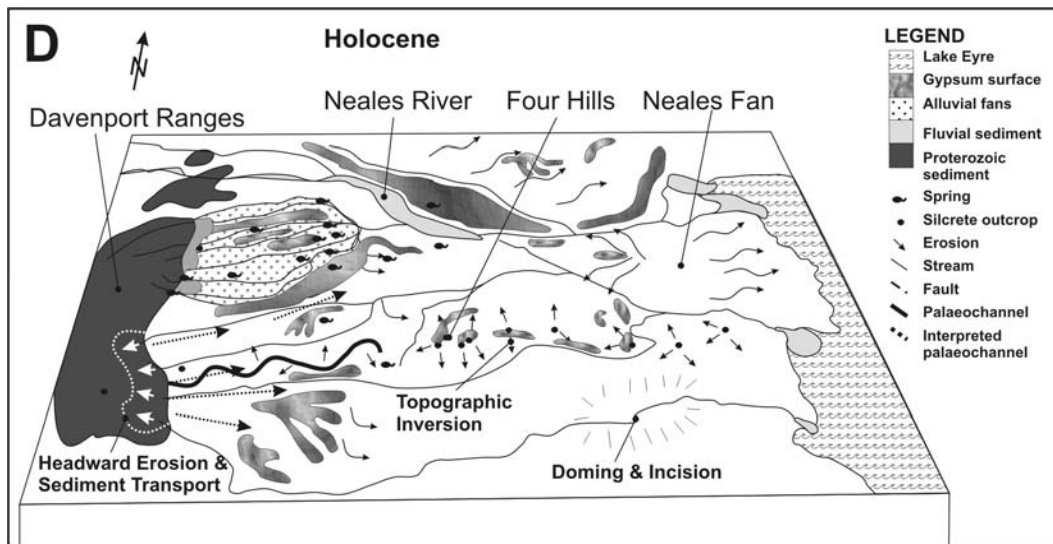 D
N
Holocene
Davenport Ranges
Neales River
Four Hills
Neales Fan
Topographic
Inversion
Headward Erosion &
Sediment Transport
Doming & Incision
LEGEND
Lake Eyre
Gypsum surface
Alluvial fans
Fluvial sediment
Proterozoic
sediment
Spring
Silcrete outcrop
Erosion
Stream
Fault
Palaeochannel
Interpreted
palaeochannel